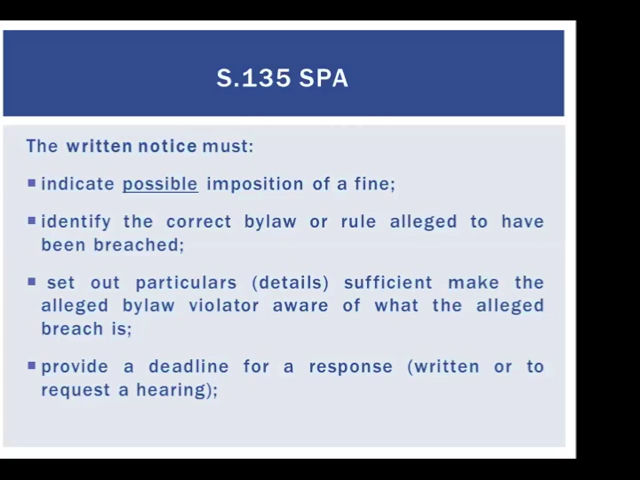 S.135 SPA
The written notice must:
indicate possible imposition of a fine;
identify the correct bylaw or rule alleged to have
been breached;
set out particulars (details) sufficient make the
alleged bylaw violator aware of what the alleged
breach is;
provide a deadline for a response (written or to
request a hearing);